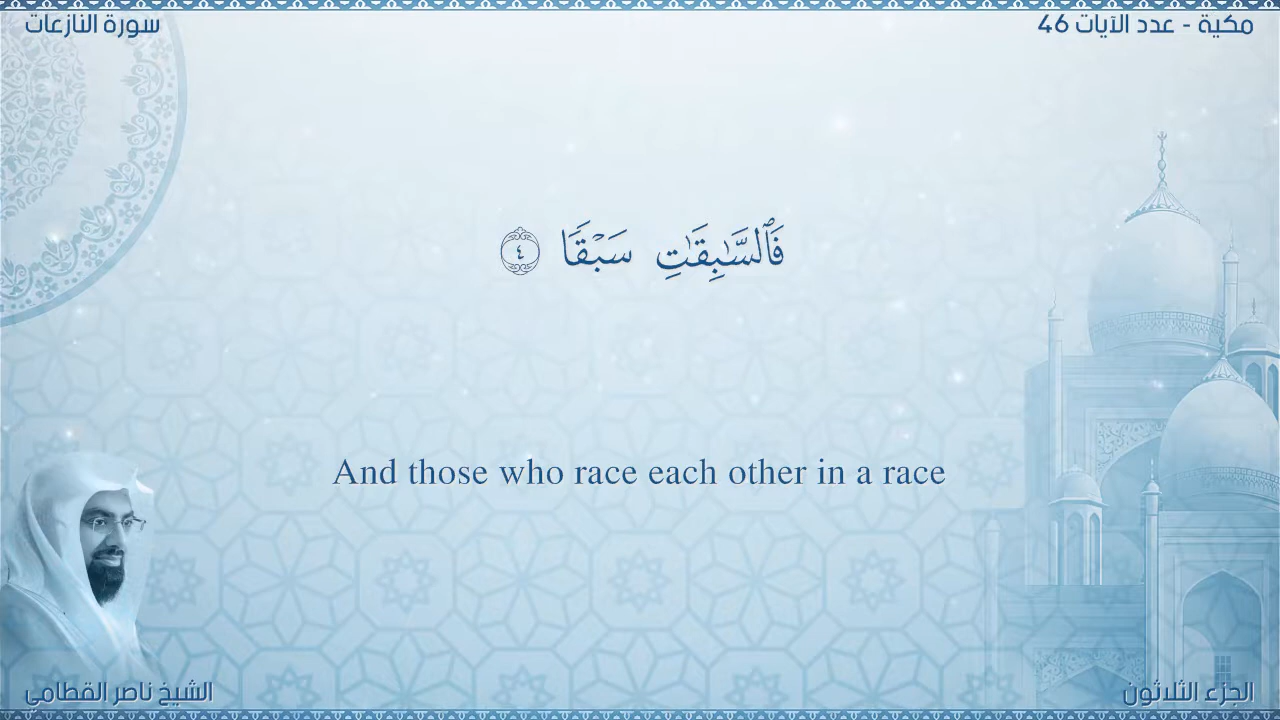 مكية - عدد الآيات 46
سورة النازعات
فَٱلسَّـٰبِقَـٰتِ سَبْقًا ٤
And those who race each other in a race
الجزء الثلاثون
الشيخ ناصر القطامي